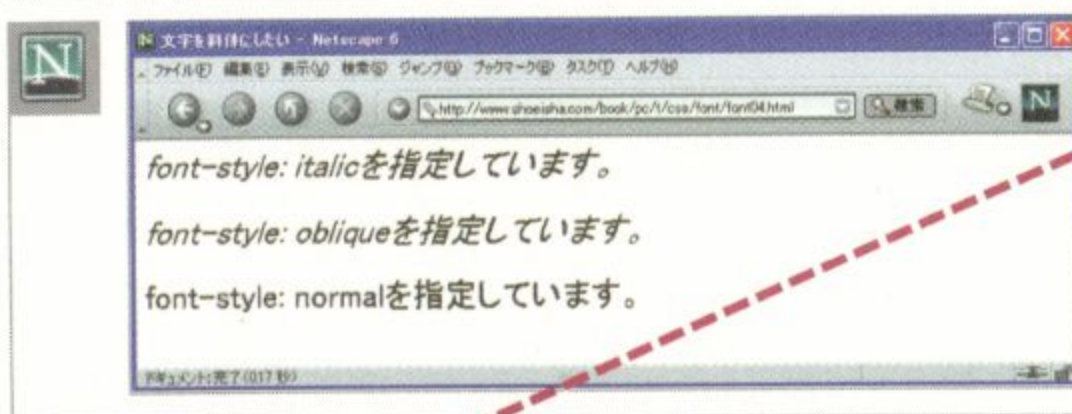 N
文字を斜体にしたい - Netscape 6
ファイル(F) 編集(E) 表示(V) 検索(S) ジャンプ(G) ブックマーク(B) タスク(T) ヘルプ(H)
http://www.shoeisha.com/book/pc/t/css/font/font04.html 検索 N
font-style: italicを指定しています。
font-style: obliqueを指定しています。
font-style: normalを指定しています。
ドキュメント: 完了 (0.17 秒)